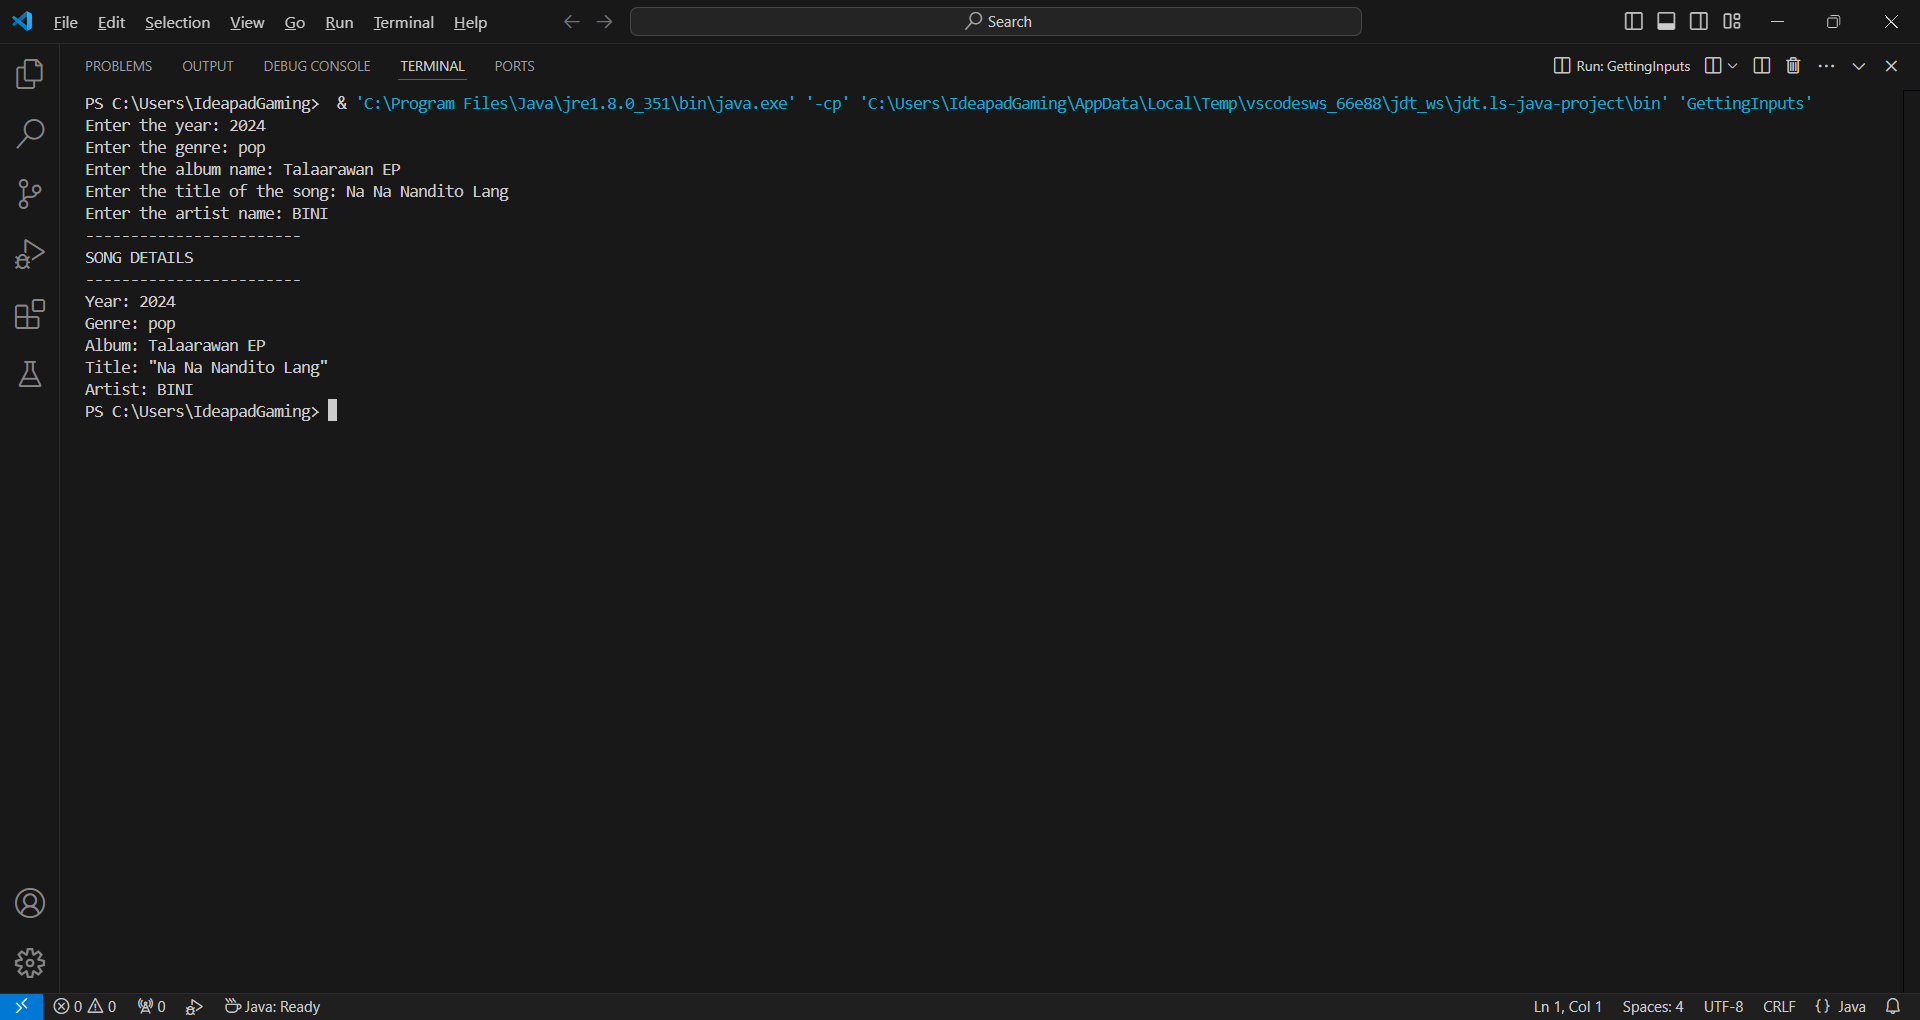 File Edit Selection View Go Run Terminal Help Search
PROBLEMS OUTPUT DEBUG CONSOLE TERMINAL PORTS Run: GettingInputs
PS C:\Users\IdeapadGaming>  & 'C:\Program Files\Java\jre1.8.0_351\bin\java.exe' '-cp' 'C:\Users\IdeapadGaming\AppData\Local\Temp\vscodesws_66e88\jdt_ws\jdt.ls-java-project\bin' 'GettingInputs'
Enter the year: 2024
Enter the genre: pop
Enter the album name: Talaarawan EP
Enter the title of the song: Na Na Nandito Lang
Enter the artist name: BINI
------------------------
SONG DETAILS
------------------------
Year: 2024
Genre: pop
Album: Talaarawan EP
Title: "Na Na Nandito Lang"
Artist: BINI
PS C:\Users\IdeapadGaming>
0 0 0 Java: Ready Ln 1, Col 1 Spaces: 4 UTF-8 CRLF {} Java